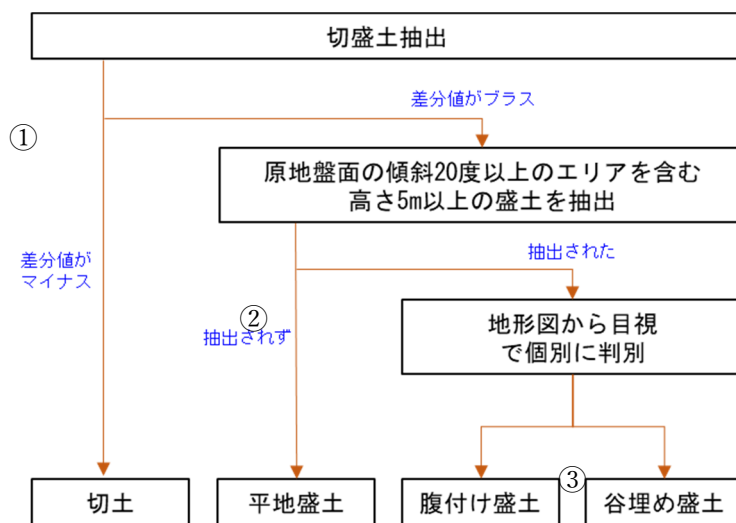 切盛土抽出
差分値がプラス
①
原地盤面の傾斜20度以上のエリアを含む
高さ5m以上の盛土を抽出
差分値が
マイナス
抽出された
②
抽出されず
地形図から目視
で個別に判別
③
切土
平地盛土
腹付け盛土
谷埋め盛土